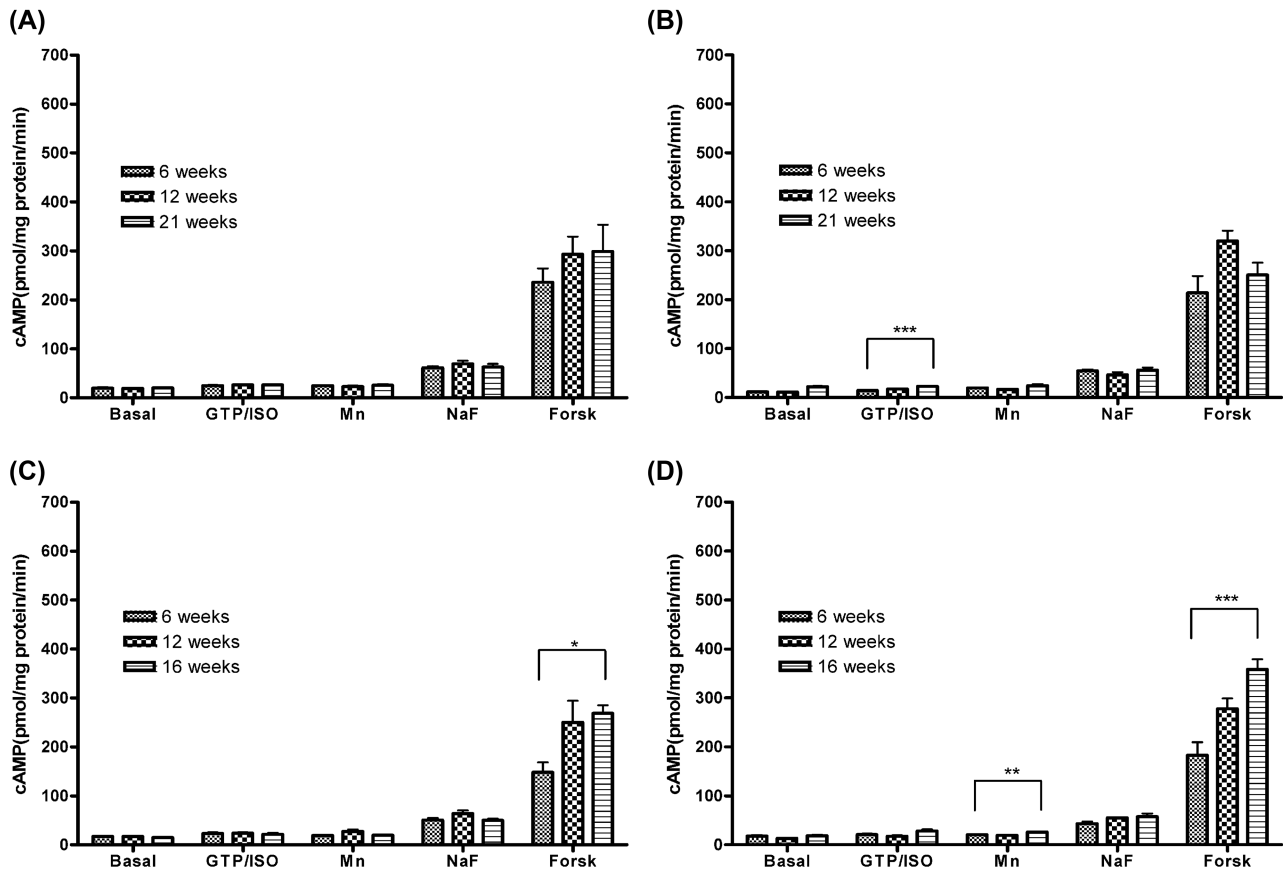 (A)
700
600
500
400
300
200
100
0
cAMP(pmol/mg protein/min)
6 weeks
12 weeks
21 weeks
Basal GTP/ISO Mn NaF Forsk
(B)
700
600
500
400
300
200
100
0
cAMP(pmol/mg protein/min)
6 weeks
12 weeks
21 weeks
***
Basal GTP/ISO Mn NaF Forsk
(C)
700
600
500
400
300
200
100
0
cAMP(pmol/mg protein/min)
6 weeks
12 weeks
16 weeks
*
Basal GTP/ISO Mn NaF Forsk
(D)
700
600
500
400
300
200
100
0
cAMP(pmol/mg protein/min)
6 weeks
12 weeks
16 weeks
**
***
Basal GTP/ISO Mn NaF Forsk